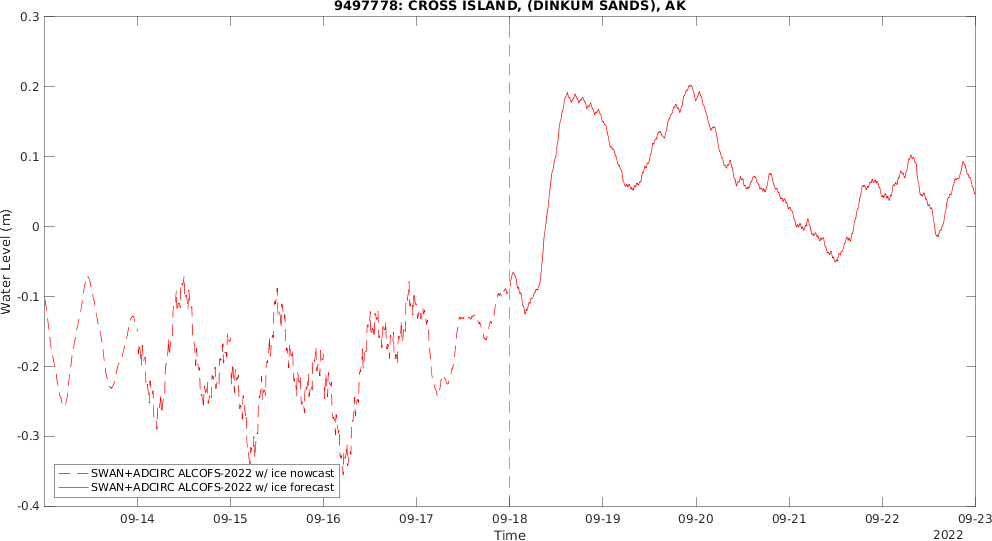 9497778: CROSS ISLAND, (DINKUM SANDS), AK
0.3
0.2
0.1
0
-0.1
-0.2
-0.3
-0.4
Water Level (m)
SWAN+ADCIRC ALCOFS-2022 w/ ice nowcast
SWAN+ADCIRC ALCOFS-2022 w/ ice forecast
09-14 09-15 09-16 09-17 09-18 09-19 09-20 09-21 09-22 09-23
Time
2022